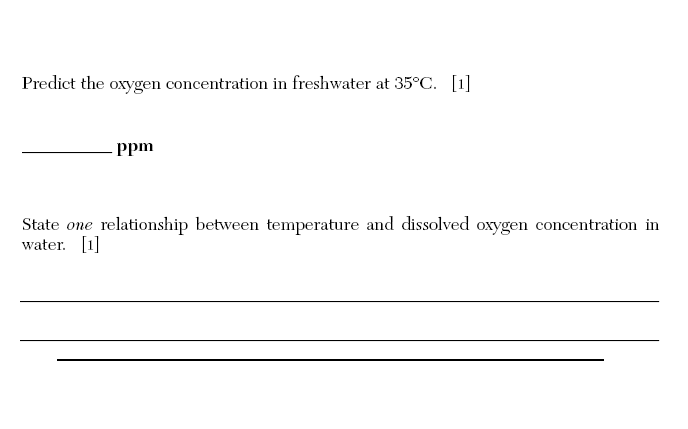 Predict the oxygen concentration in freshwater at 35°C. [1]
________ ppm
State one relationship between temperature and dissolved oxygen concentration in
water. [1]